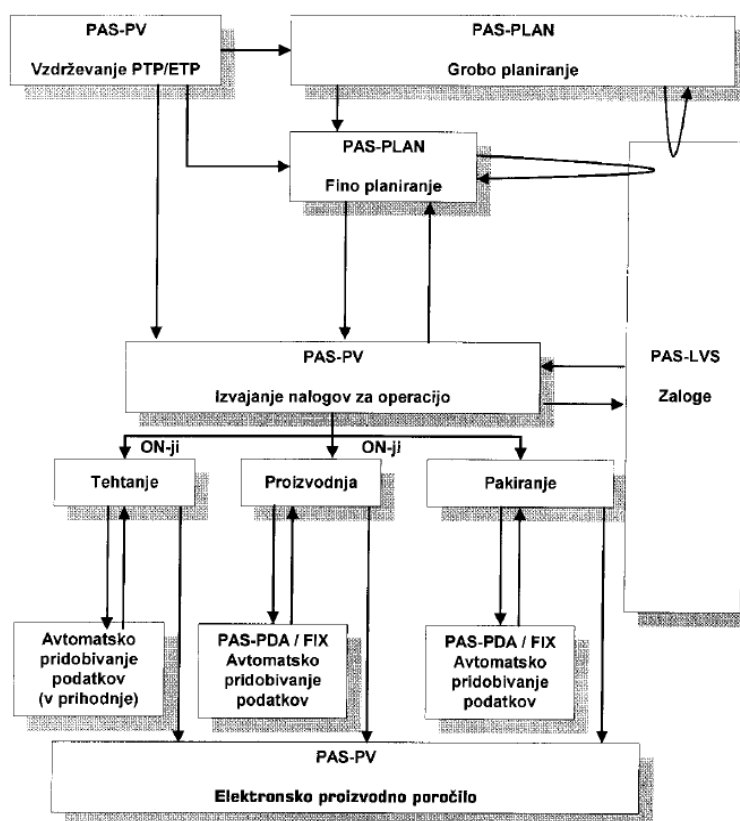 PAS-PV
Vzdrževanje PTP/ETP
PAS-PLAN
Grobo planiranje
PAS-PLAN
Fino planiranje
PAS-PV
Izvajanje nalogov za operacijo
PAS-LVS
Zaloge
ON-ji
ON-ji
Tehtanje
Proizvodnja
Pakiranje
Avtomatsko
pridobivanje
podatkov
(v prihodnje)
PAS-PDA / FIX
Avtomatsko
pridobivanje
podatkov
PAS-PDA / FIX
Avtomatsko
pridobivanje
podatkov
PAS-PV
Elektronsko proizvodno poročilo